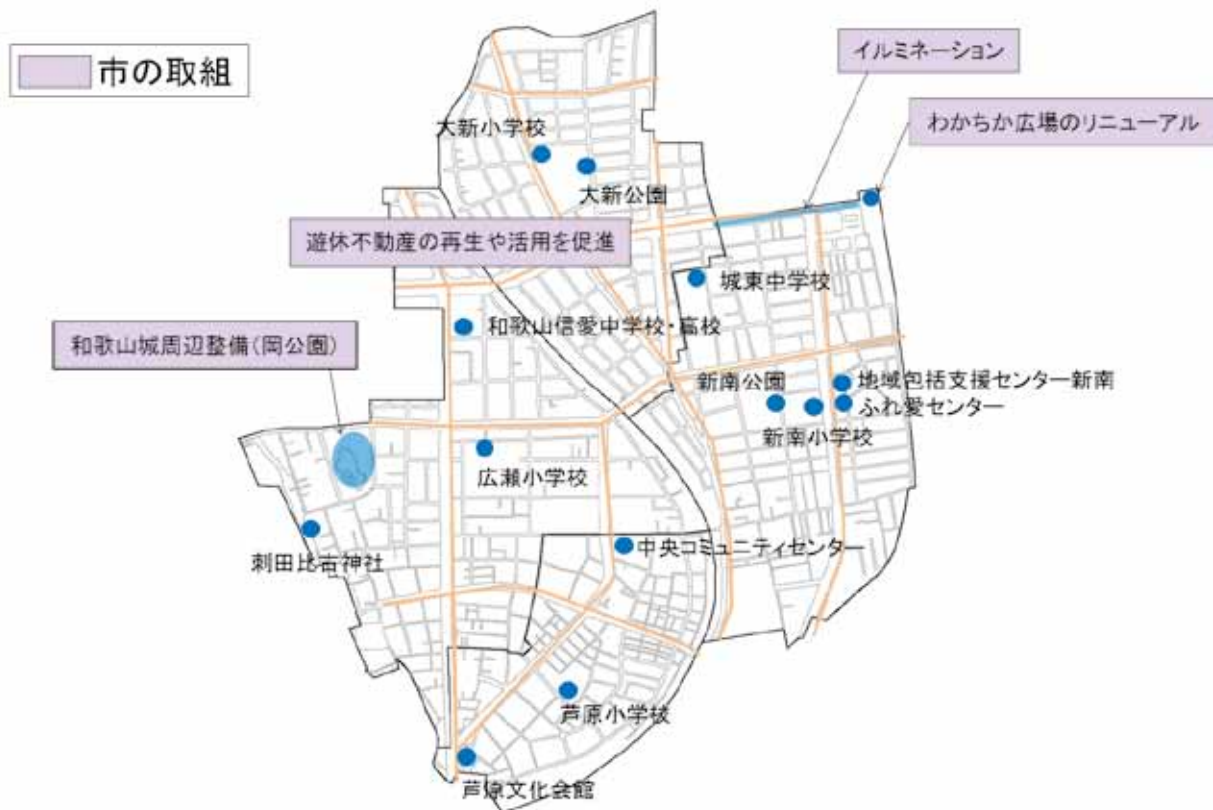 市の取組
イルミネーション
わかちか広場のリニューアル
大新小学校
大新公園
遊休不動産の再生や活用を促進
城東中学校
和歌山信愛中学校・高校
和歌山城周辺整備(岡公園)
新南公園
地域包括支援センター新南
ふれ愛センター
新南小学校
広瀬小学校
中央コミュニティセンター
刺田比古神社
芦原小学校
芦原文化会館